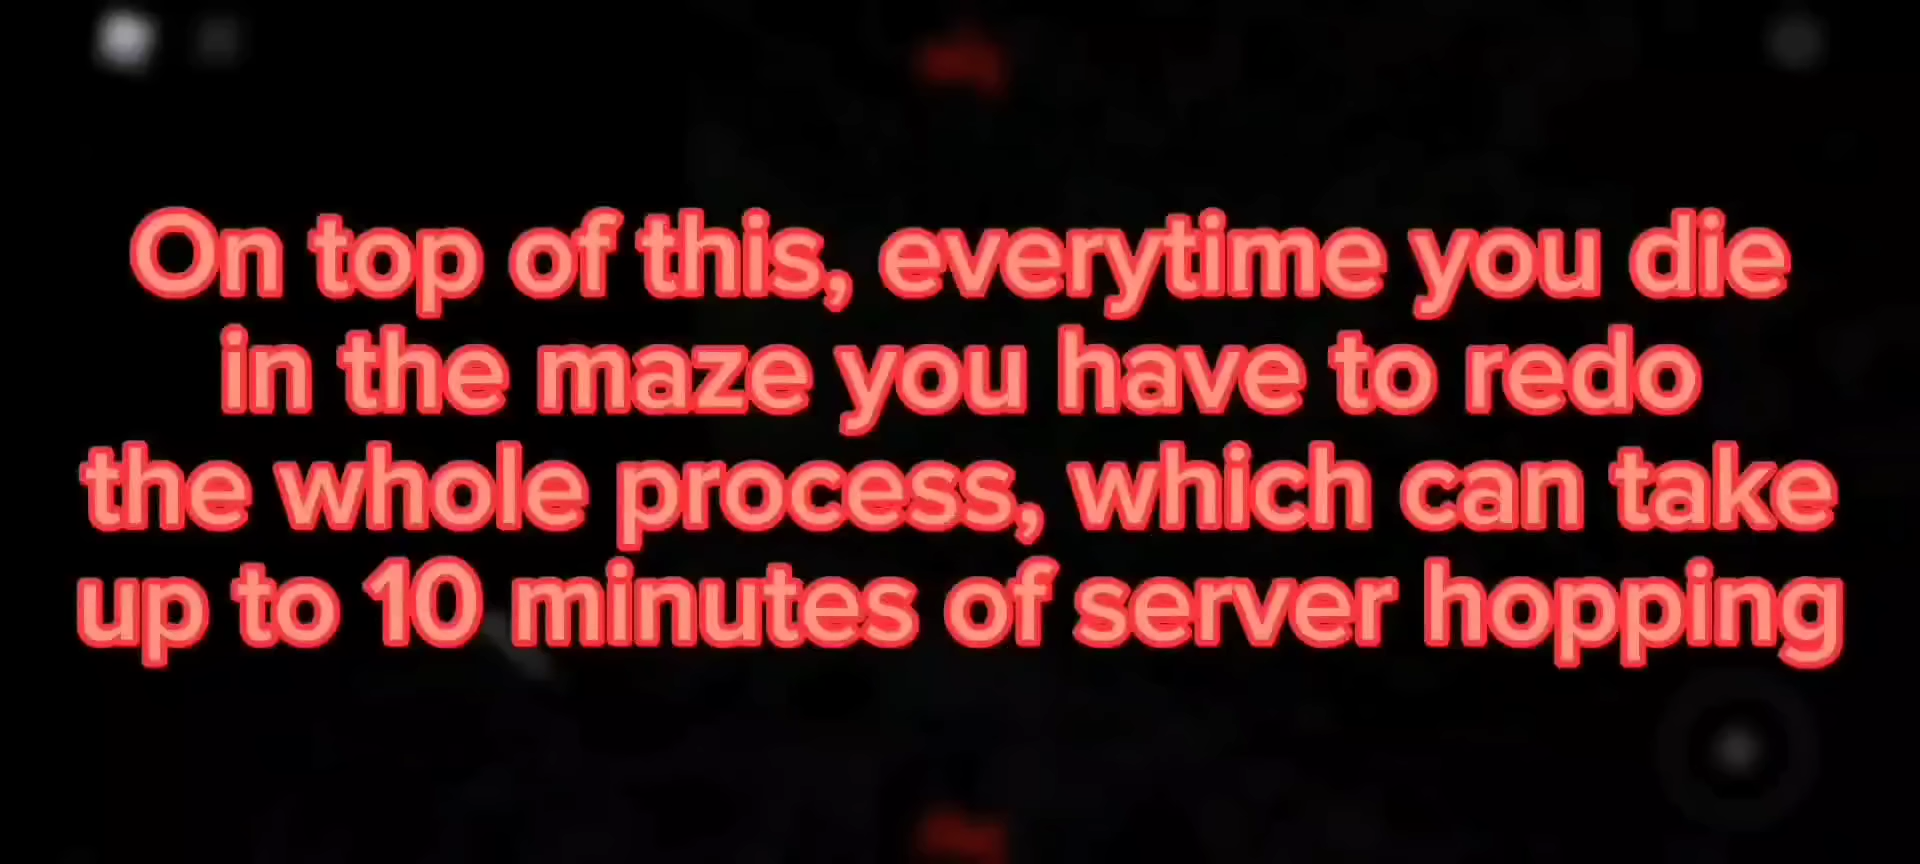 On top of this, everytime you die
in the maze you have to redo
the whole process, which can take
up to 10 minutes of server hopping